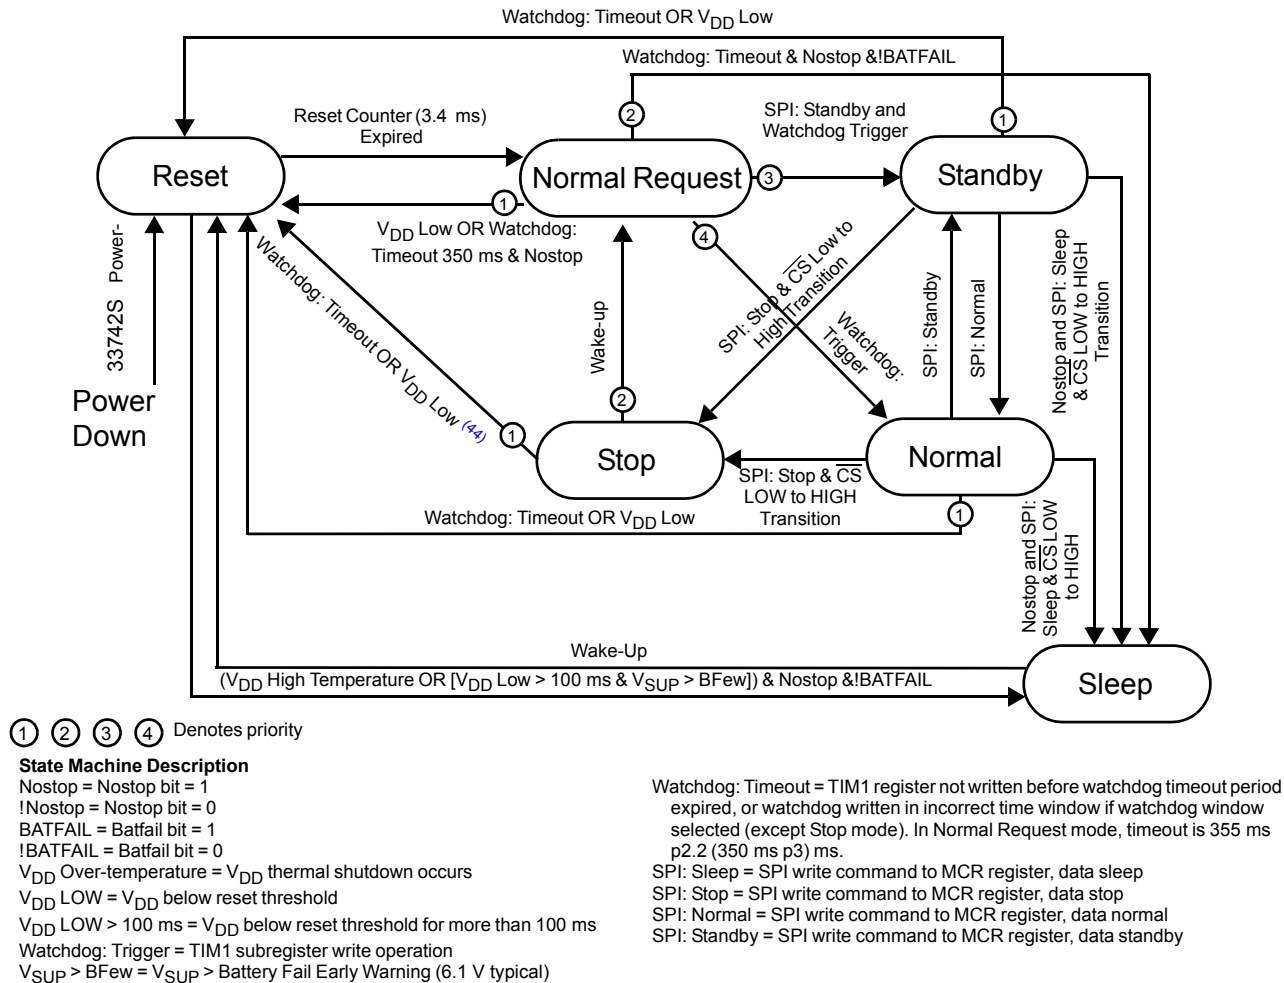 Watchdog: Timeout OR VDD Low
Watchdog: Timeout & Nostop &!BATFAIL
Reset Counter (3.4 ms)
Expired
2
SPI: Standby and
Watchdog Trigger
1
Reset
Normal Request
3
Standby
1
VDD Low OR Watchdog:
Timeout 350 ms & Nostop
4
33742S Power-
Power
Down
Watchdog: Timeout OR VDD Low (44)
1
Wake-up
2
SPI: Stop & CS Low to
High Transition
Watchdog:
Trigger
SPI: Standby
SPI: Normal
Nostop and SPI: Sleep
& CS LOW to HIGH
Transition
Stop
Normal
SPI: Stop & CS
LOW to HIGH
Transition
Watchdog: Timeout OR VDD Low
1
Nostop and SPI:
Sleep & CS LOW
to HIGH
Wake-Up
(VDD High Temperature OR [VDD Low > 100 ms & VSUP > BFew]) & Nostop &!BATFAIL
Sleep
1 2 3 4 Denotes priority
State Machine Description
Nostop = Nostop bit = 1
!Nostop = Nostop bit = 0
BATFAIL = Batfail bit = 1
!BATFAIL = Batfail bit = 0
VDD Over-temperature = VDD thermal shutdown occurs
VDD LOW = VDD below reset threshold
VDD LOW > 100 ms = VDD below reset threshold for more than 100 ms
Watchdog: Trigger = TIM1 subregister write operation
VSUP > BFew = VSUP > Battery Fail Early Warning (6.1 V typical)
Watchdog: Timeout = TIM1 register not written before watchdog timeout period
expired, or watchdog written in incorrect time window if watchdog window
selected (except Stop mode). In Normal Request mode, timeout is 355 ms
p2.2 (350 ms p3) ms.
SPI: Sleep = SPI write command to MCR register, data sleep
SPI: Stop = SPI write command to MCR register, data stop
SPI: Normal = SPI write command to MCR register, data normal
SPI: Standby = SPI write command to MCR register, data standby